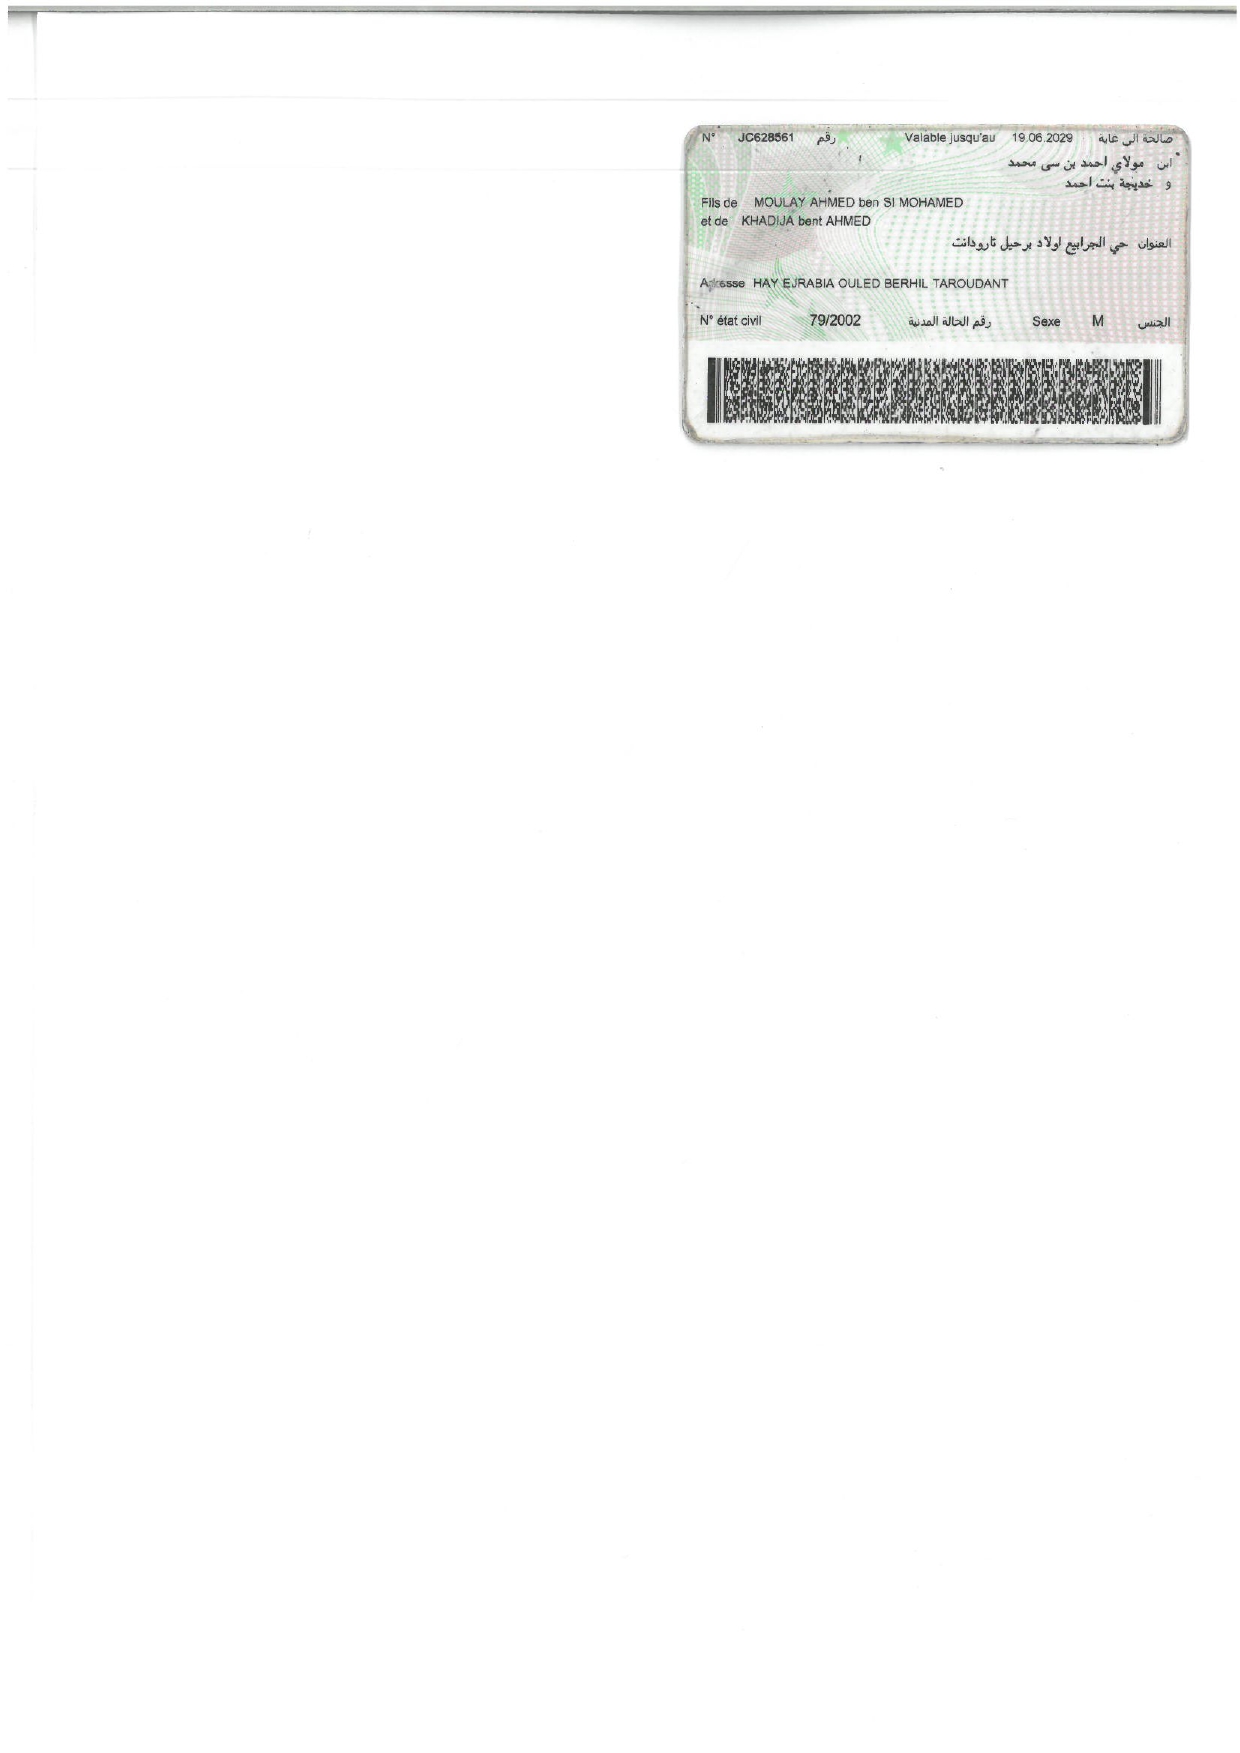 N° JC628561 رقم Valable jusqu'au 19.06.2029 صالحة الى غاية
ابن مولاي احمد بن سى محمد
و خديجة بنت احمد
Fils de MOULAY AHMED ben SI MOHAMED
et de KHADIJA bent AHMED
العنوان حي الجرابيع اولاد برحيل تارودانت
Adresse HAY EJRABIA OULED BERHIL TAROUDANT
N° état civil 79/2002 رقم الحالة المدنية Sexe M الجنس